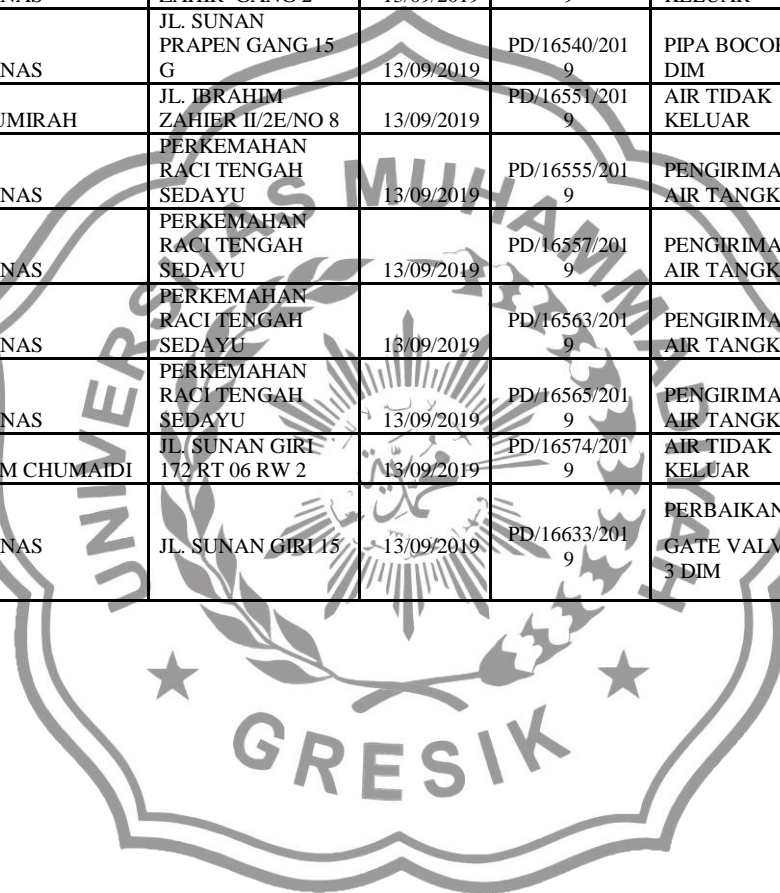 NAS
ZAHIR GANG 2
13/09/2019
9
KELUAR
NAS
JL. SUNAN
PRAPEN GANG 15
G
13/09/2019
PD/16540/201
9
PIPA BOCOR
DIM
UMIRAH
JL. IBRAHIM
ZAHIER II/2E/NO 8
13/09/2019
PD/16551/201
9
AIR TIDAK
KELUAR
NAS
PERKEMAHAN
RACI TENGAH
SEDAYU
13/09/2019
PD/16555/201
9
PENGIRIMA
AIR TANGK
NAS
PERKEMAHAN
RACI TENGAH
SEDAYU
13/09/2019
PD/16557/201
9
PENGIRIMA
AIR TANGK
NAS
PERKEMAHAN
RACI TENGAH
SEDAYU
13/09/2019
PD/16563/201
9
PENGIRIMA
AIR TANGK
NAS
PERKEMAHAN
RACI TENGAH
SEDAYU
13/09/2019
PD/16565/201
9
PENGIRIMA
AIR TANGK
M CHUMAIDI
JL. SUNAN GIRI
172 RT 06 RW 2
13/09/2019
PD/16574/201
9
AIR TIDAK
KELUAR
NAS
JL. SUNAN GIRI 15
13/09/2019
PD/16633/201
9
PERBAIKAN
GATE VALV
3 DIM
UNIVERSITAS MUHAMMADIYAH
GRESIK